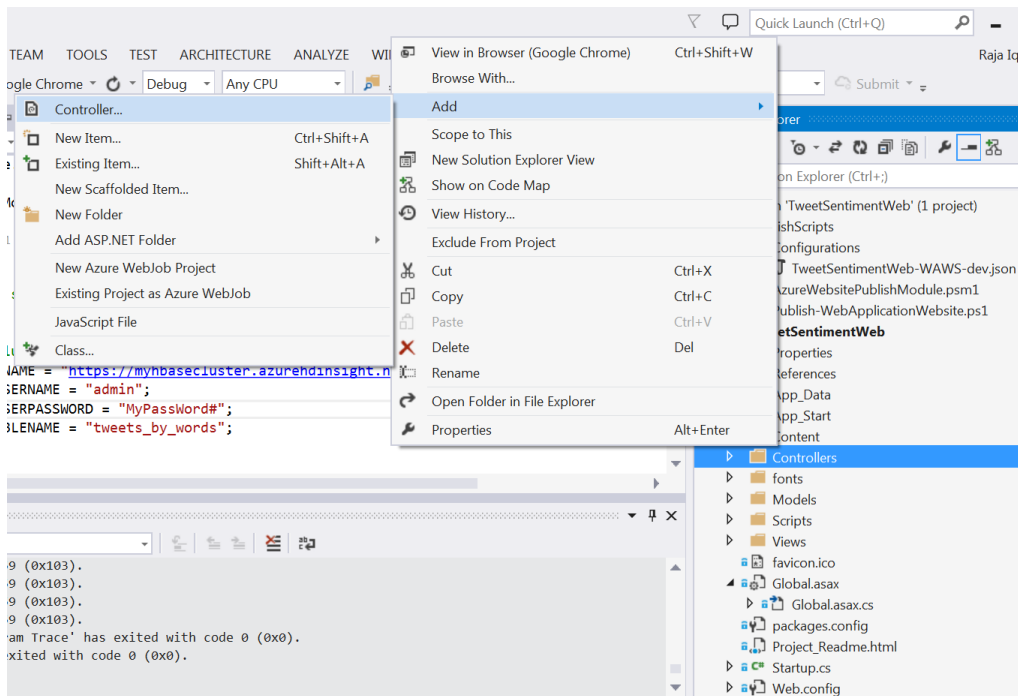 Quick Launch (Ctrl+Q)
TEAM TOOLS TEST ARCHITECTURE ANALYZE WI
Raja Iq
ogle Chrome Debug Any CPU
Submit
Controller...
New Item... Ctrl+Shift+A
Existing Item... Shift+Alt+A
New Scaffolded Item...
New Folder
Add ASP.NET Folder
New Azure WebJob Project
Existing Project as Azure WebJob
JavaScript File
Class...
View in Browser (Google Chrome) Ctrl+Shift+W
Browse With...
Add
Scope to This
New Solution Explorer View
Show on Code Map
View History...
Exclude From Project
Cut Ctrl+X
Copy Ctrl+C
Paste Ctrl+V
Delete Del
Rename
Open Folder in File Explorer
Properties Alt+Enter
NAME = "https://myhbasecluster.azurehdinsight.n
SERNAME = "admin";
SERPASSWORD = "MyPassWord#";
BLENAME = "tweets_by_words";
orer
on Explorer (Ctrl+;)
'TweetSentimentWeb' (1 project)
ishScripts
Configurations
TweetSentimentWeb-WAWS-dev.json
AzureWebsitePublishModule.psm1
Publish-WebApplicationWebsite.ps1
etSentimentWeb
Properties
References
App_Data
App_Start
Content
Controllers
fonts
Models
Scripts
Views
favicon.ico
Global.asax
Global.asax.cs
packages.config
Project_Readme.html
C# Startup.cs
Web.config
9 (0x103).
9 (0x103).
9 (0x103).
9 (0x103).
am Trace' has exited with code 0 (0x0).
exited with code 0 (0x0).